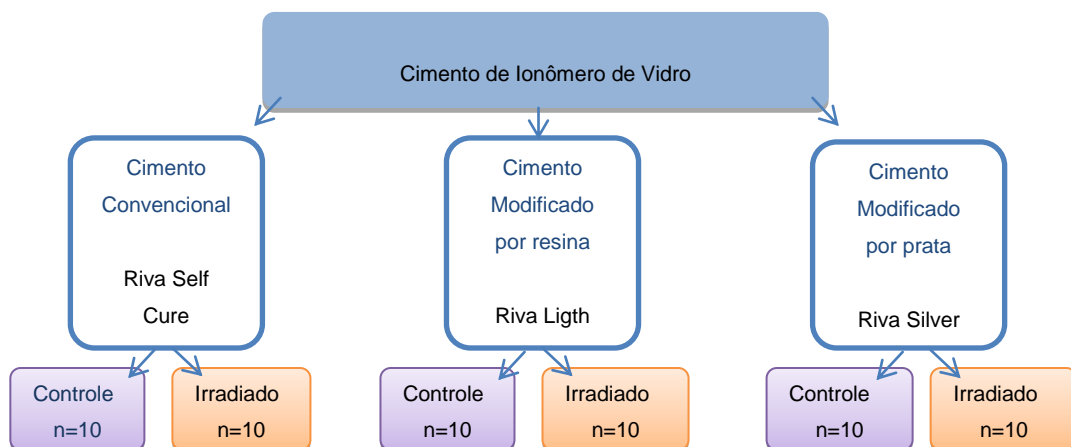 Cimento de Ionômero de Vidro
Cimento
Convencional
Riva Self
Cure
Cimento
Modificado
por resina
Riva Ligth
Cimento
Modificado
por prata
Riva Silver
Controle
n=10
Irradiado
n=10
Controle
n=10
Irradiado
n=10
Controle
n=10
Irradiado
n=10